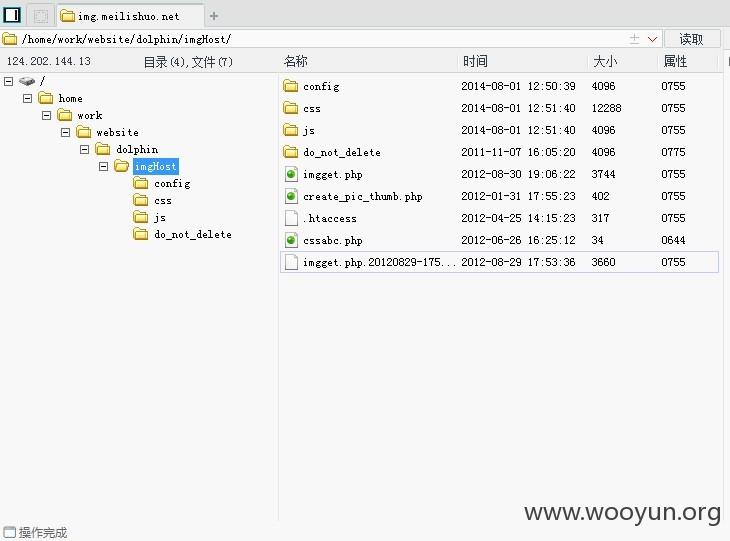 img.meilishuo.net
/home/work/website/dolphin/imgHost/ 读取
124.202.144.13 目录(4),文件(7) 名称 时间 大小 属性
/
home
work
website
dolphin
imgHost
config
css
js
do_not_delete
config 2014-08-01 12:50:39 4096 0755
css 2014-08-01 12:51:40 12288 0755
js 2014-08-01 12:51:40 4096 0755
do_not_delete 2011-11-07 16:05:20 4096 0775
imgget.php 2012-08-30 19:06:22 3744 0755
create_pic_thumb.php 2012-01-31 17:55:23 402 0755
.htaccess 2012-04-25 14:15:23 317 0755
cssabc.php 2012-06-26 16:25:12 34 0644
imgget.php.20120829-175... 2012-08-29 17:53:36 3660 0755
www.wooyun.org
操作完成